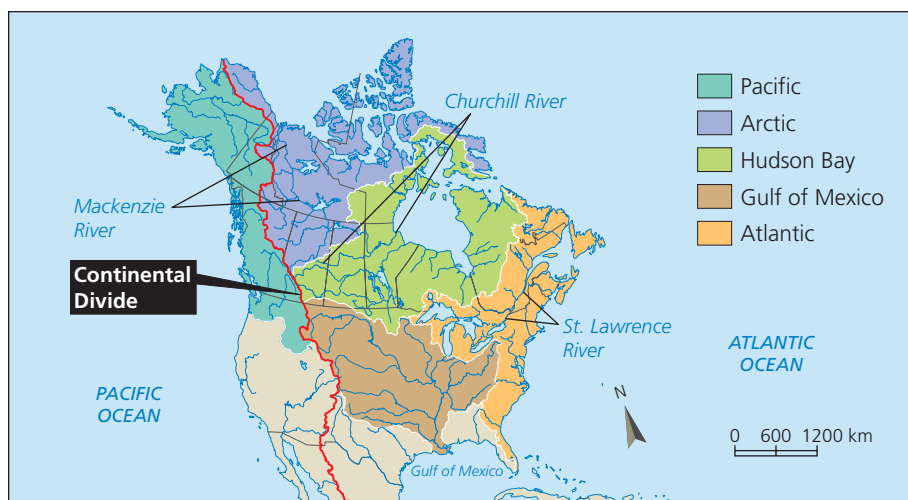 Churchill River
Pacific
Arctic
Hudson Bay
Gulf of Mexico
Atlantic
Mackenzie
River
Continental
Divide
St. Lawrence
River
ATLANTIC
OCEAN
PACIFIC
OCEAN
N
0 600 1200 km
Gulf of Mexico